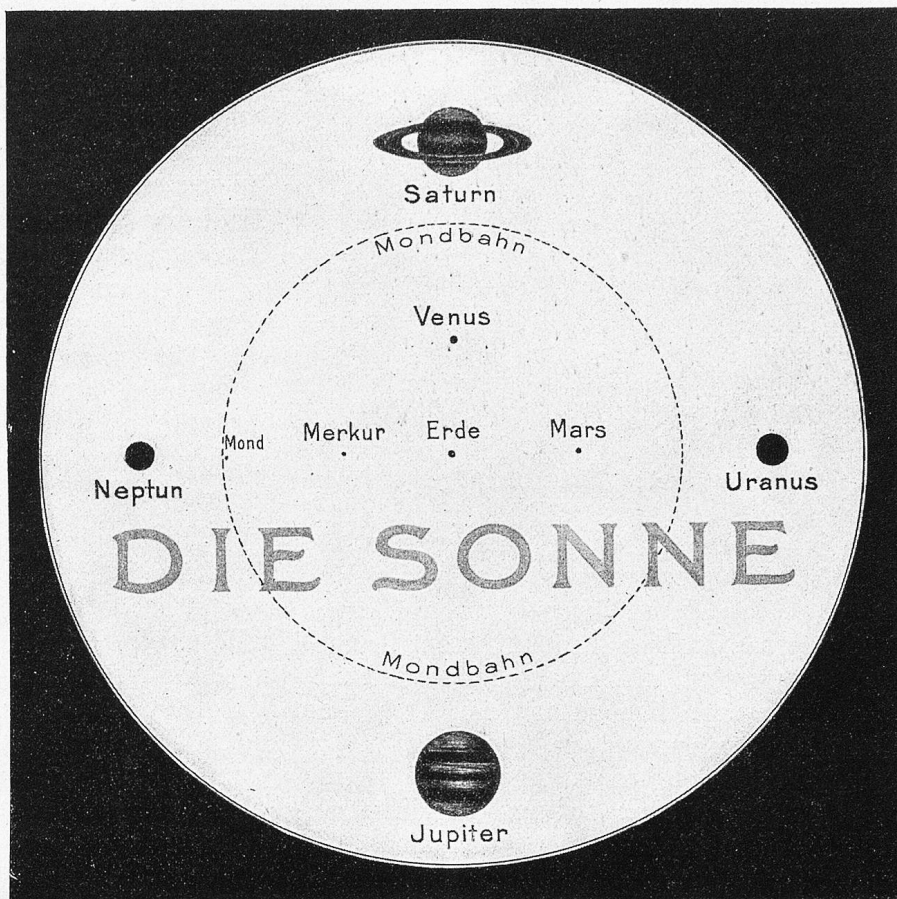 Saturn
Mondbahn
Venus
Mond Merkur Erde Mars
Neptun
Uranus
DIE SONNE
Mondbahn
Jupiter